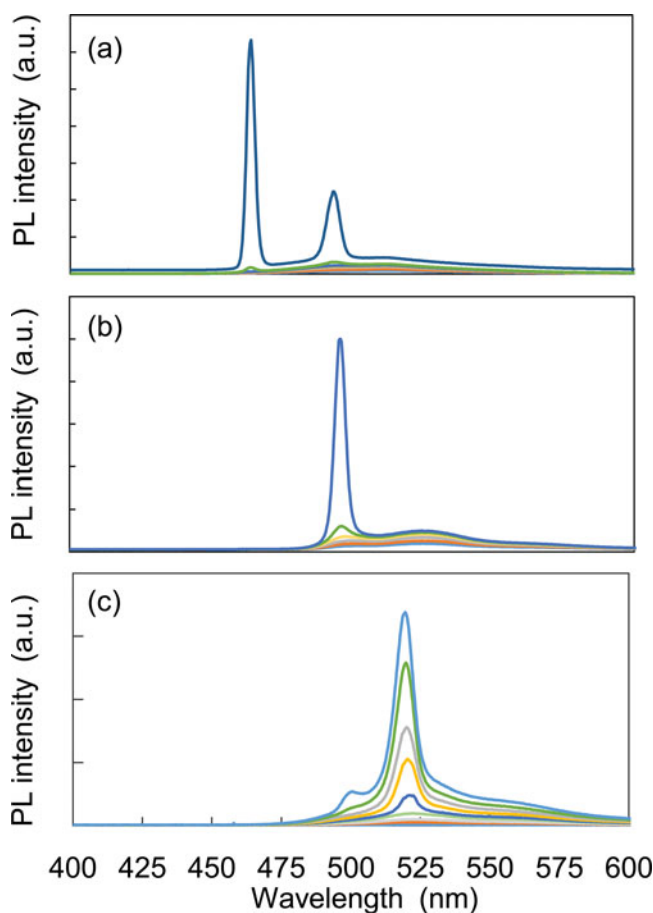 (a)
PL intensity (a.u.)
(b)
PL intensity (a.u.)
(c)
PL intensity (a.u.)
400 425 450 475 500 525 550 575 600
Wavelength (nm)